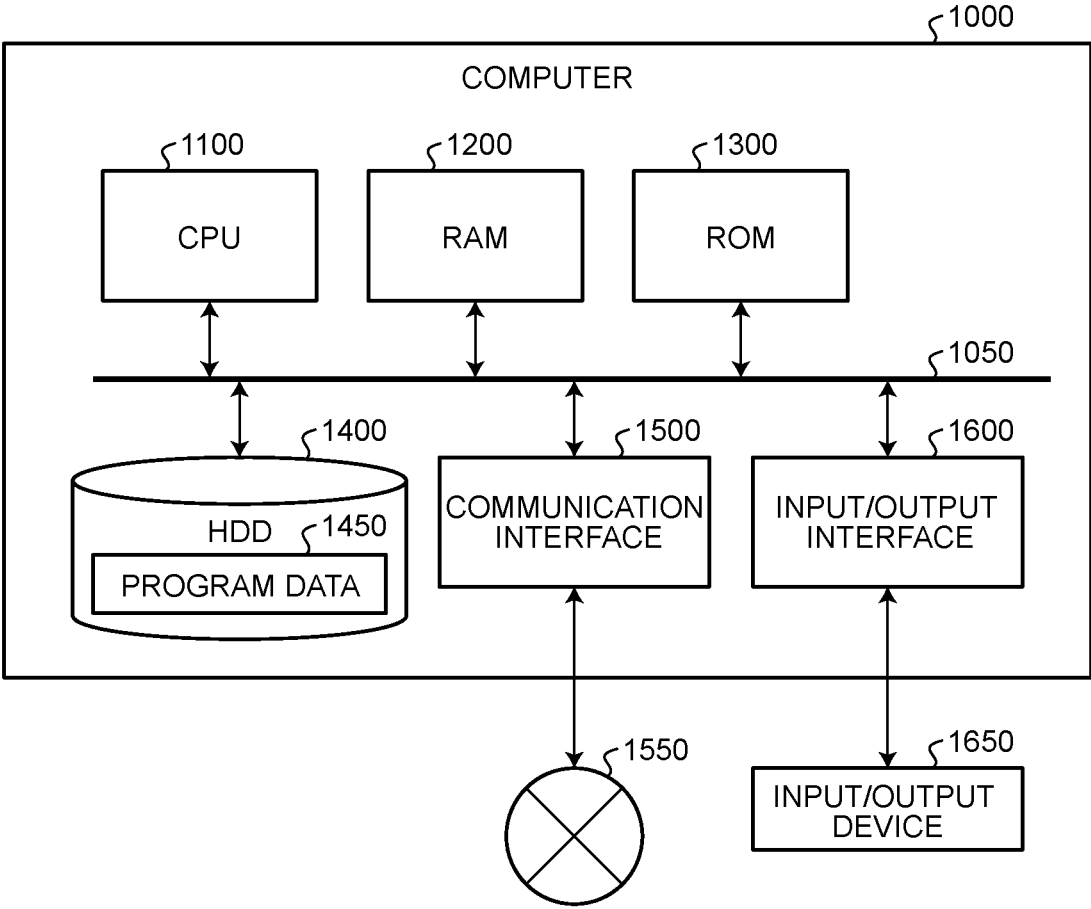 1000
COMPUTER
1100
1200
1300
CPU
RAM
ROM
1050
1400
1500
1600
HDD
1450
PROGRAM DATA
COMMUNICATION
INTERFACE
INPUT/OUTPUT
INTERFACE
1550
1650
INPUT/OUTPUT
DEVICE